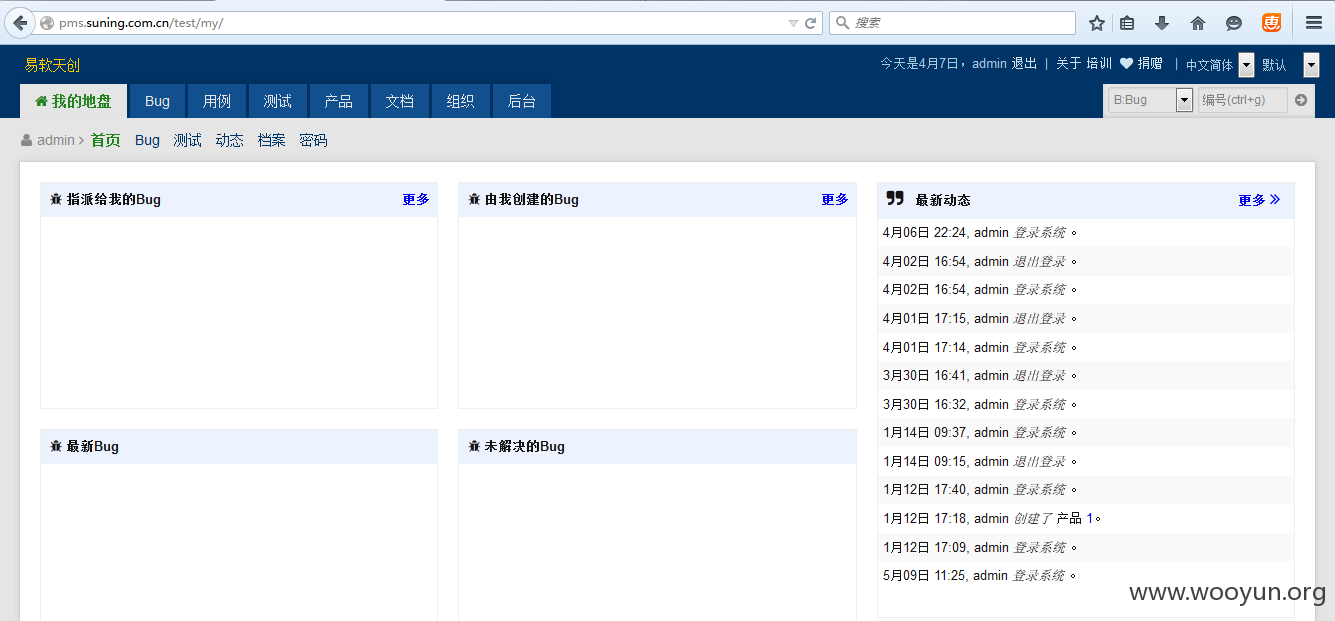 pms.suning.com.cn/test/my/ 搜索
易软天创 今天是4月7日，admin 退出 | 关于 培训 捐赠 | 中文简体 默认
我的地盘 Bug 用例 测试 产品 文档 组织 后台 B:Bug 编号(ctrl+g)
admin > 首页 Bug 测试 动态 档案 密码
指派给我的Bug 更多 由我创建的Bug 更多 最新动态 更多
4月06日 22:24, admin 登录系统 。
4月02日 16:54, admin 退出登录 。
4月02日 16:54, admin 登录系统 。
4月01日 17:15, admin 退出登录 。
4月01日 17:14, admin 登录系统 。
3月30日 16:41, admin 退出登录 。
3月30日 16:32, admin 登录系统 。
1月14日 09:37, admin 登录系统 。
1月14日 09:15, admin 退出登录 。
1月12日 17:40, admin 登录系统 。
1月12日 17:18, admin 创建了 产品 1。
1月12日 17:09, admin 登录系统 。
5月09日 11:25, admin 登录系统 。
最新Bug 未解决的Bug
www.wooyun.org